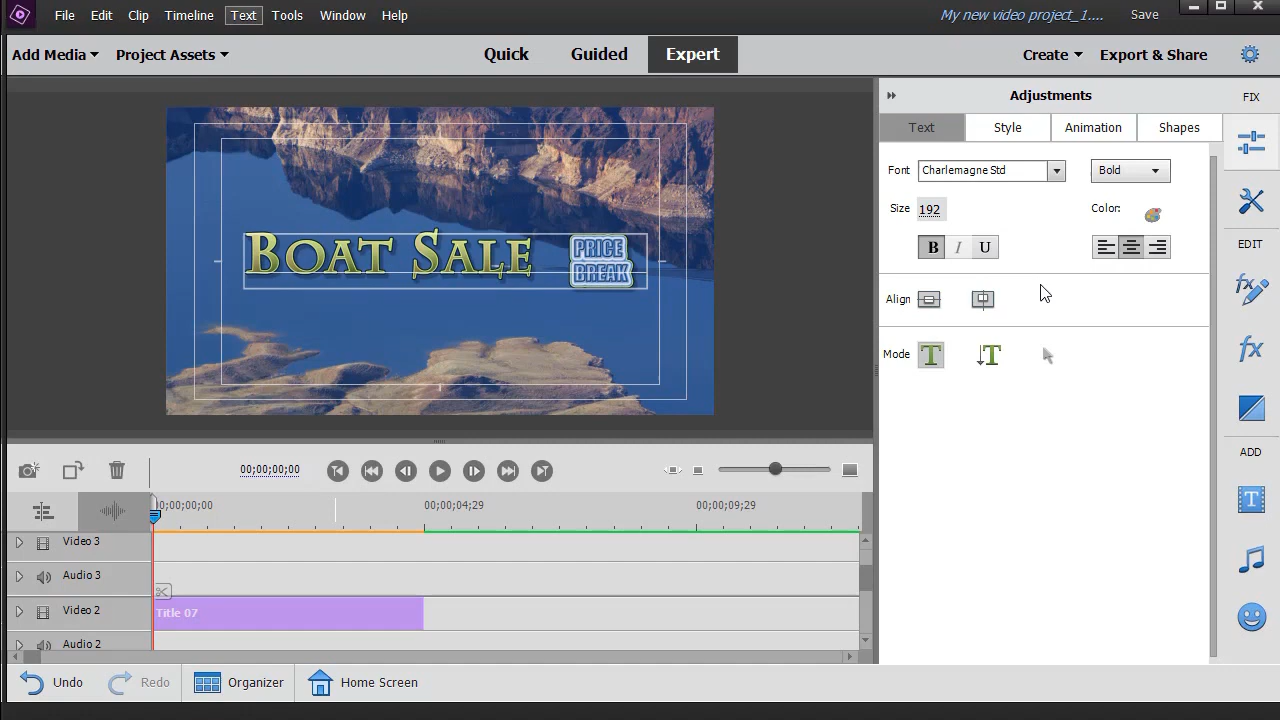 File Edit Clip Timeline Text Tools Window Help My new video project_1.... Save
Add Media Project Assets Quick Guided Expert Create Export & Share
Adjustments FIX
Text Style Animation Shapes
Font Charlemagne Std Bold
Size 192 Color:
B I U
EDIT
Align
Mode T T
BOAT SALE PRICE
BREAK
fx
fx
ADD
T
00;00;00;00
0;00;00;00 00;00;04;29 00;00;09;29
Video 3
Audio 3
Video 2 Title 07
Audio 2
Undo Redo Organizer Home Screen